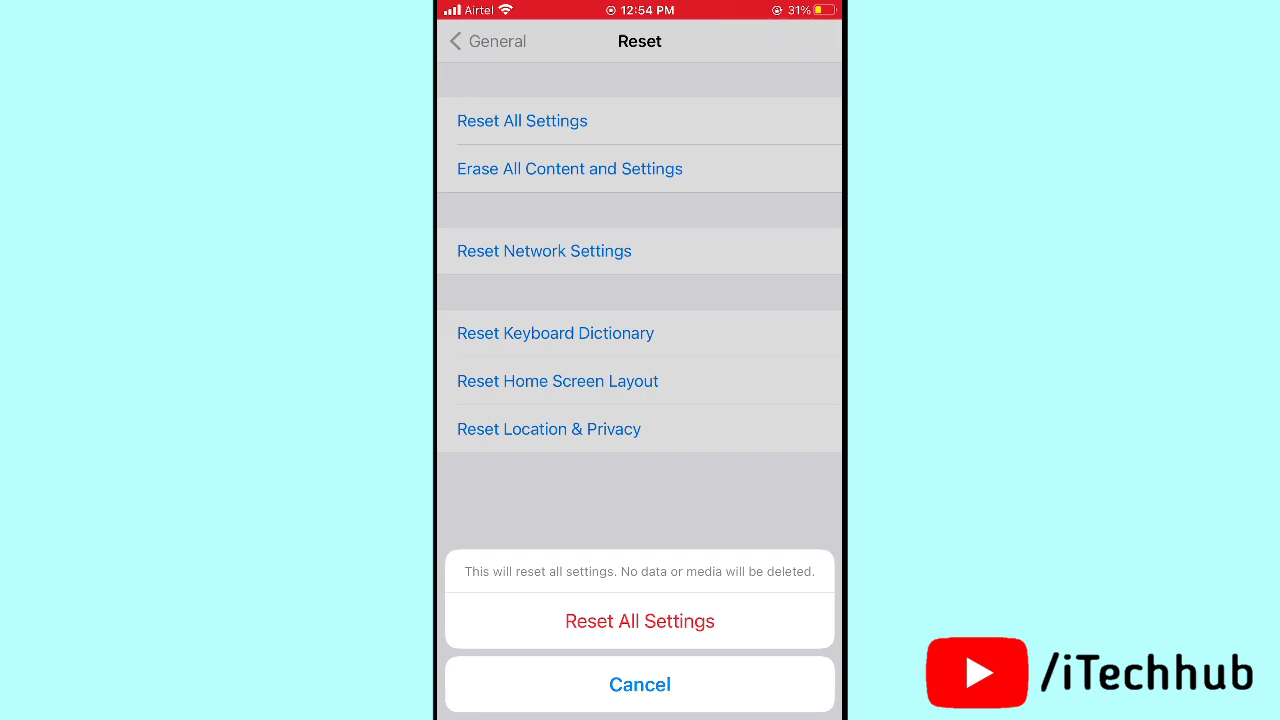 Airtel 12:54 PM 31%
General Reset
Reset All Settings
Erase All Content and Settings
Reset Network Settings
Reset Keyboard Dictionary
Reset Home Screen Layout
Reset Location & Privacy
This will reset all settings. No data or media will be deleted.
Reset All Settings
Cancel
/iTechhub